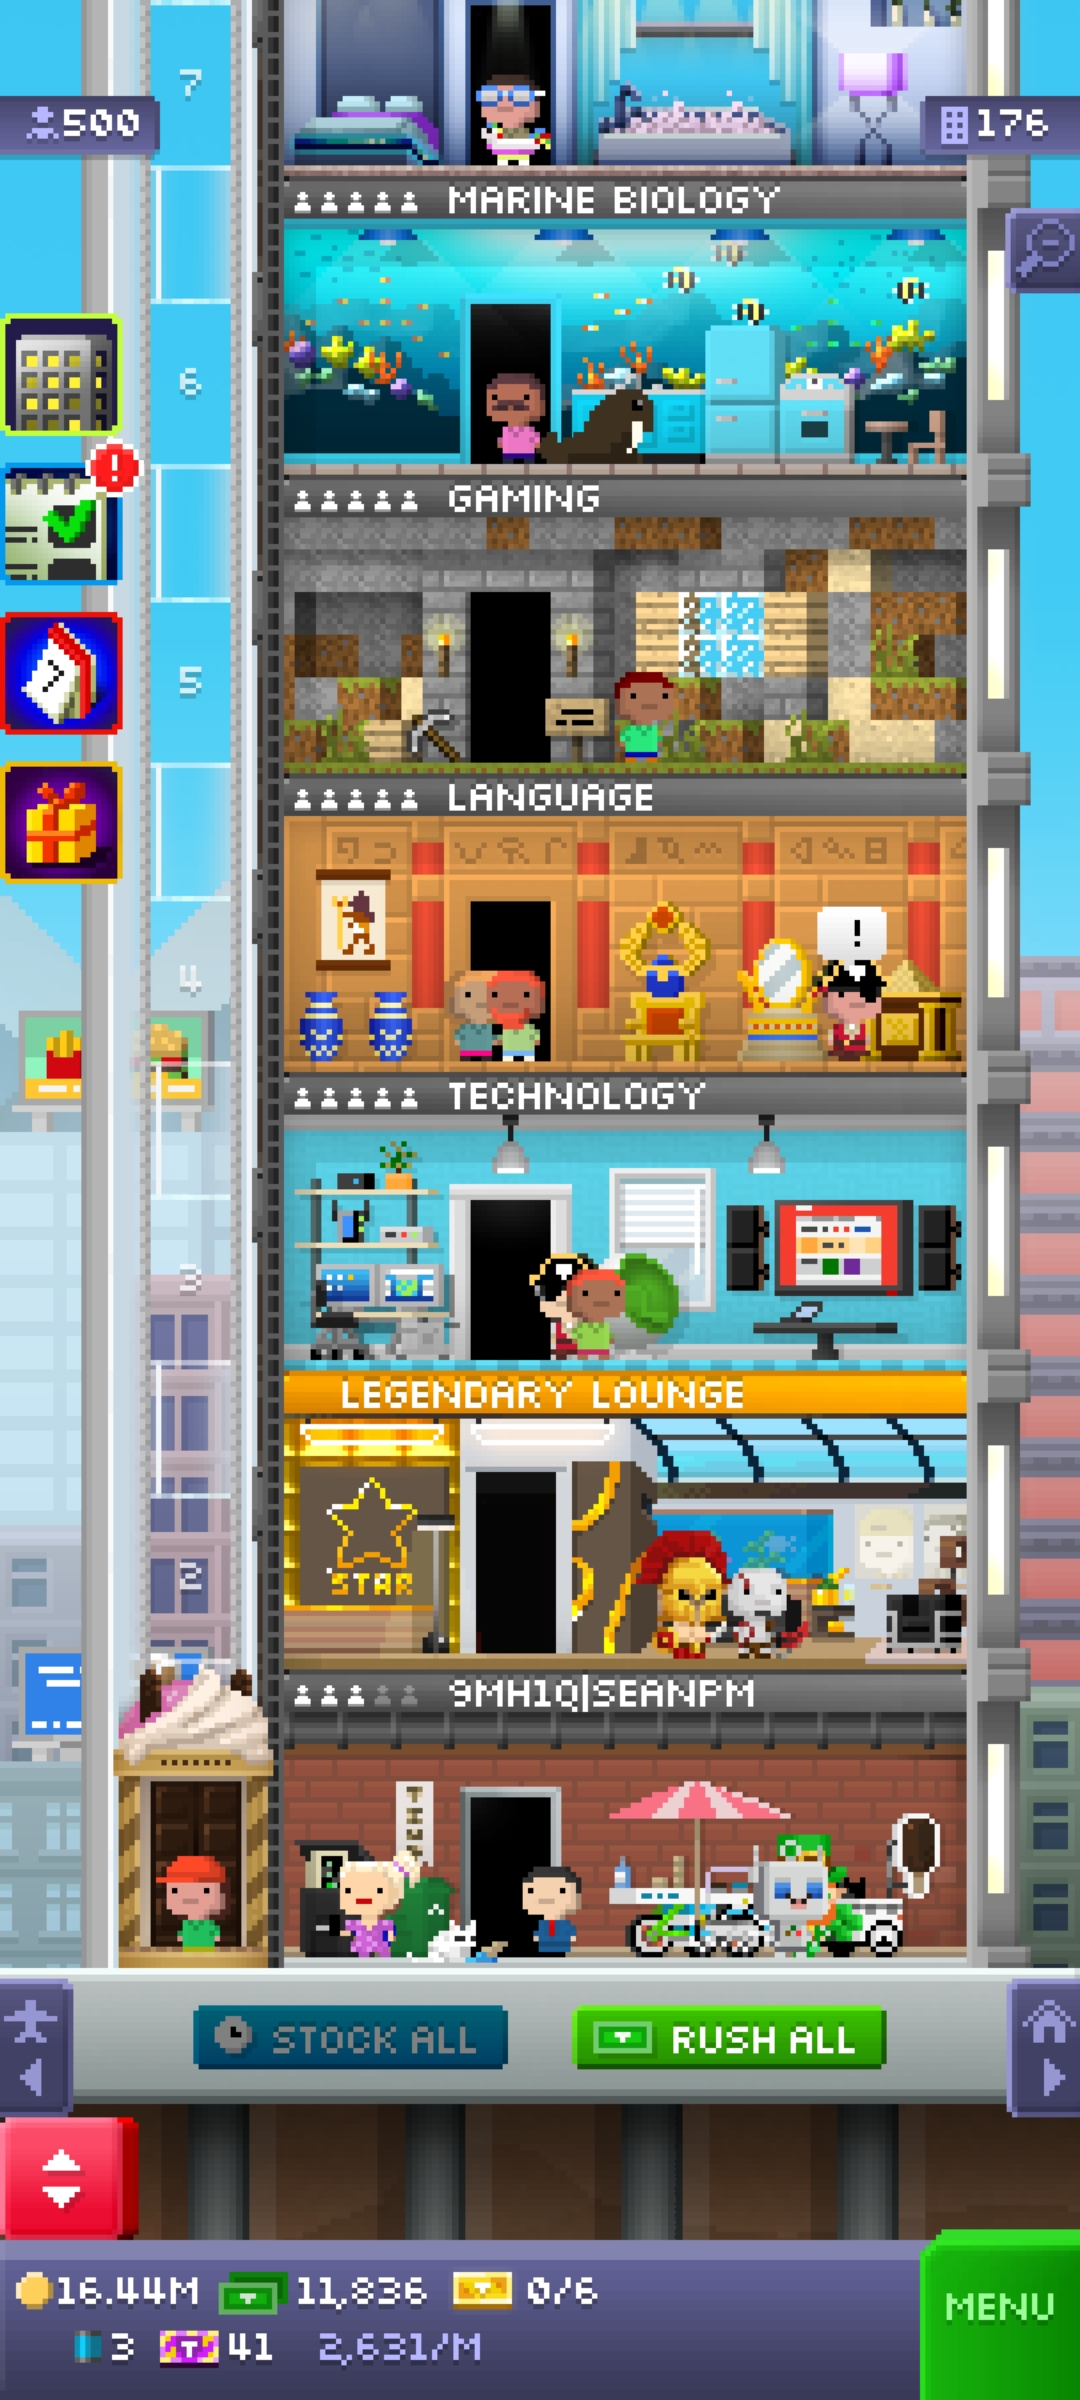 7
500
176
MARINE BIOLOGY
6
GAMING
5
LANGUAGE
4
!
TECHNOLOGY
3
LEGENDARY LOUNGE
STAR
2
9MH1Q|SEANPM
STOCK ALL
RUSH ALL
16.44M 11,836 0/6
3 41 2,631/M
MENU